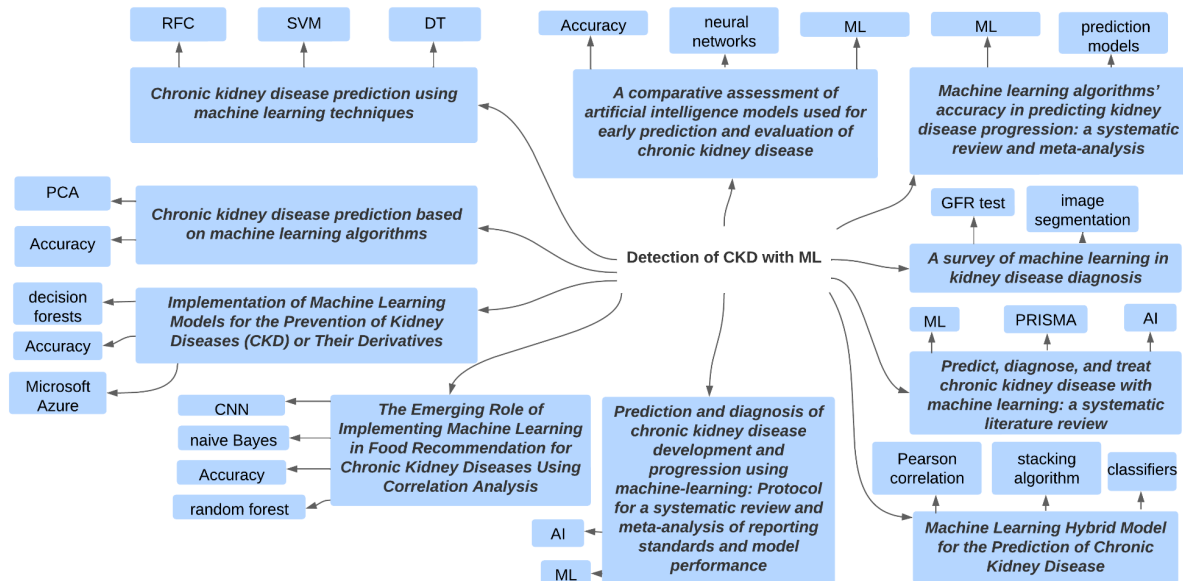 RFC
SVM
DT
Chronic kidney disease prediction using
machine learning techniques
Accuracy
neural
networks
ML
A comparative assessment of
artificial intelligence models used for
early prediction and evaluation of
chronic kidney disease
ML
prediction
models
Machine learning algorithms'
accuracy in predicting kidney
disease progression: a systematic
review and meta-analysis
PCA
Accuracy
Chronic kidney disease prediction based
on machine learning algorithms
Detection of CKD with ML
GFR test
image
segmentation
A survey of machine learning in
kidney disease diagnosis
decision
forests
Accuracy
Microsoft
Azure
Implementation of Machine Learning
Models for the Prevention of Kidney
Diseases (CKD) or Their Derivatives
ML
PRISMA
AI
Predict, diagnose, and treat
chronic kidney disease with
machine learning: a systematic
literature review
CNN
naive Bayes
Accuracy
random forest
The Emerging Role of
Implementing Machine Learning
in Food Recommendation for
Chronic Kidney Diseases Using
Correlation Analysis
Prediction and diagnosis of
chronic kidney disease
development and
progression using
machine-learning: Protocol
for a systematic review and
meta-analysis of reporting
standards and model
performance
AI
ML
Pearson
correlation
stacking
algorithm
classifiers
Machine Learning Hybrid Model
for the Prediction of Chronic
Kidney Disease